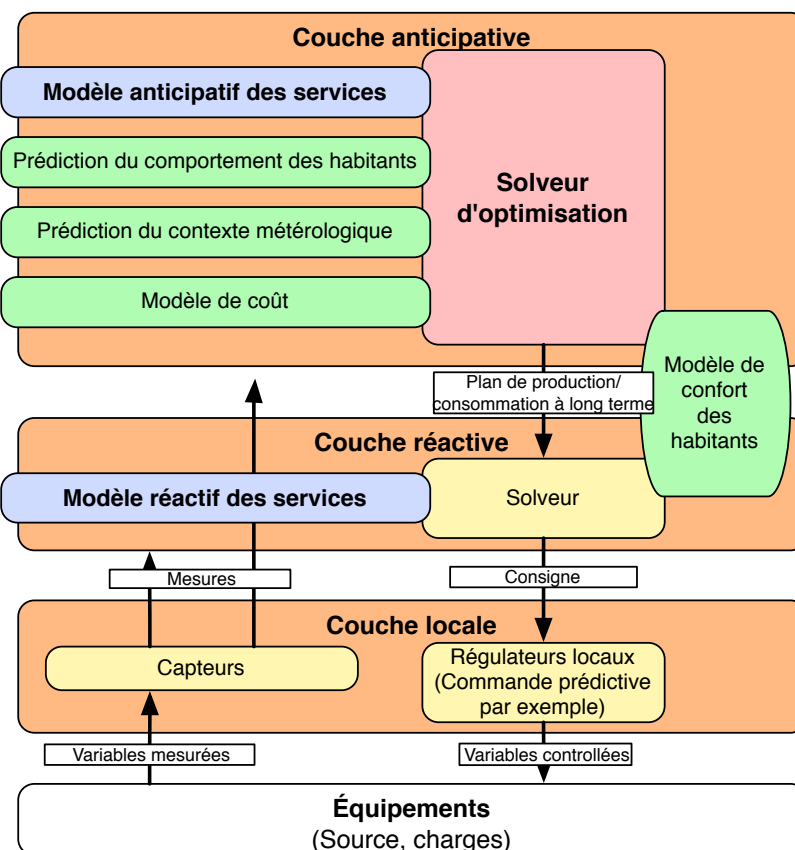 Couche anticipative
Modèle anticipatif des services
Prédiction du comportement des habitants
Prédiction du contexte métérologique
Modèle de coût
Solveur
d'optimisation
Modèle de
confort
des
habitants
Plan de production/
consommation à long terme
Couche réactive
Modèle réactif des services
Solveur
Mesures
Consigne
Couche locale
Capteurs
Régulateurs locaux
(Commande prédictive
par exemple)
Variables mesurées
Variables controllées
Équipements
(Source, charges)